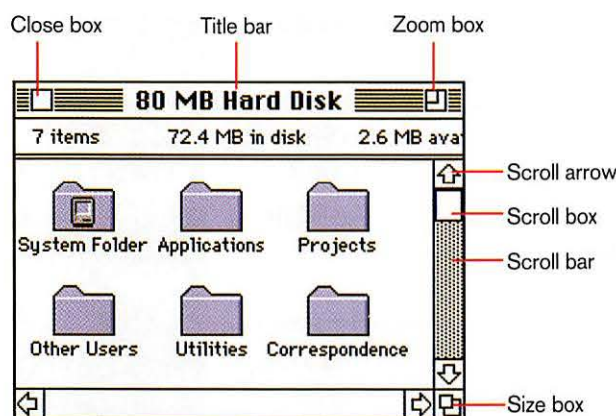 Close box Title bar Zoom box
80 MB Hard Disk
7 items 72.4 MB in disk 2.6 MB ava
Scroll arrow
Scroll box
System Folder Applications Projects
Scroll bar
Other Users Utilities Correspondence
Size box